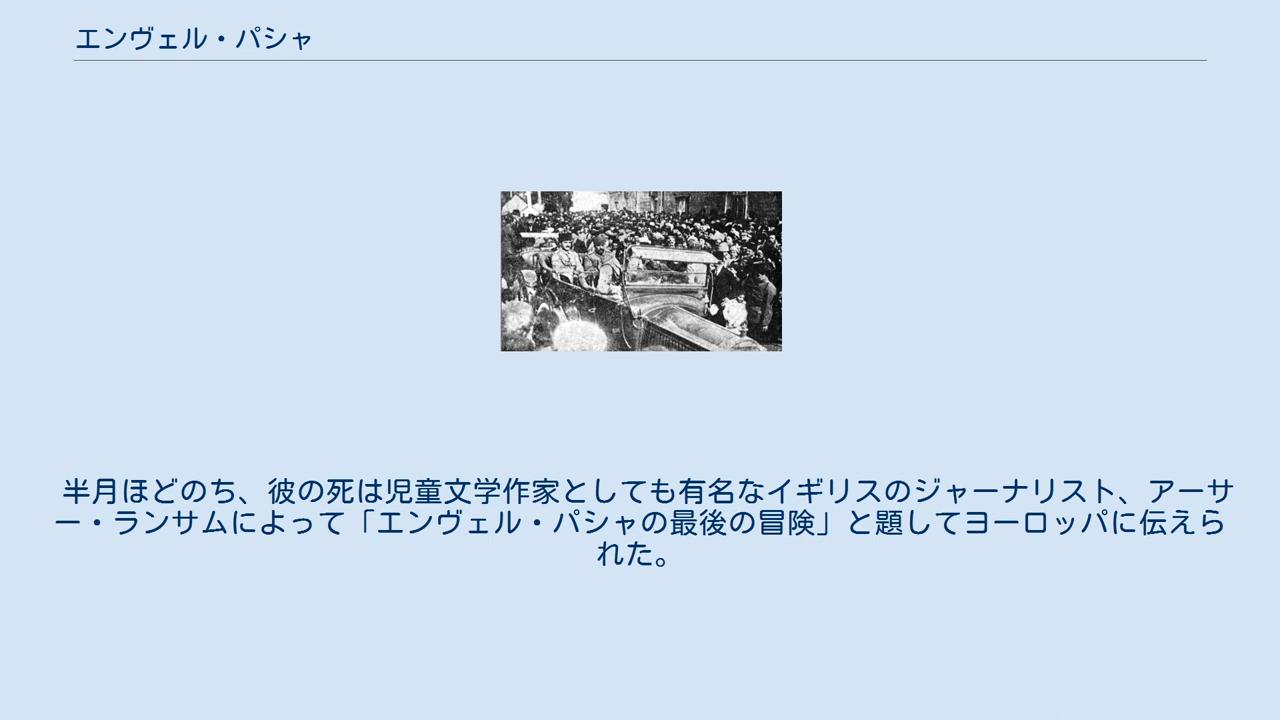 エンヴェル・パシャ
半月ほどのち、彼の死は児童文学作家としても有名なイギリスのジャーナリスト、アーサ
ー・ランサムによって「エンヴェル・パシャの最後の冒険」と題してヨーロッパに伝えら
れた。